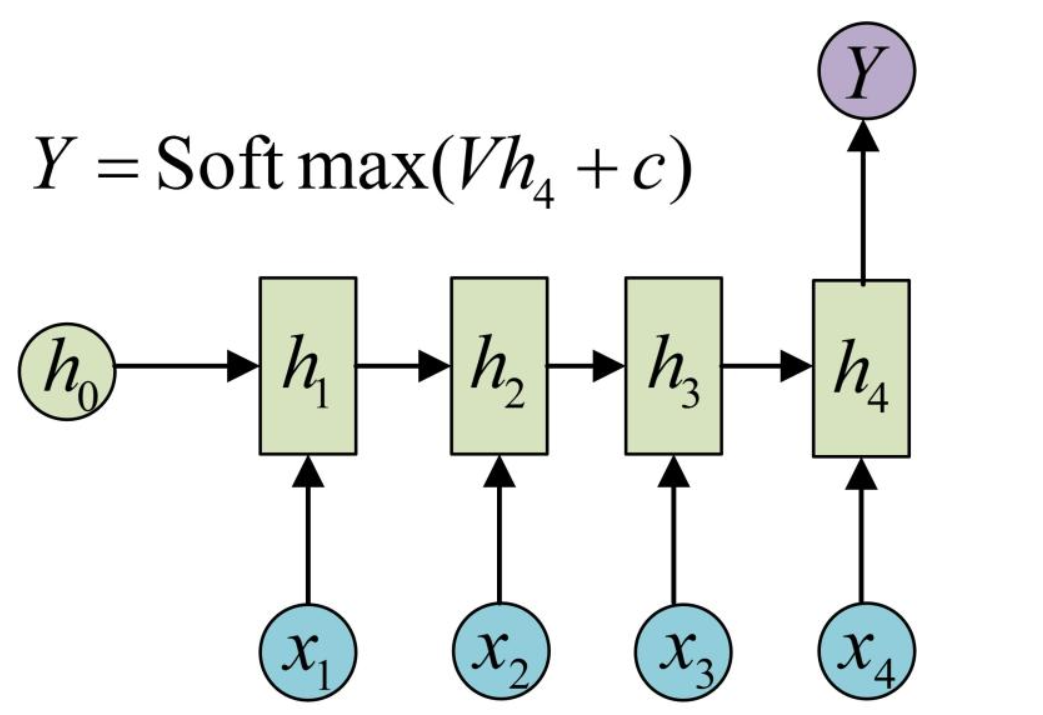 Y
Y = Soft max(Vh₄ + c)
h₀ h₁ h₂ h₃ h₄
x₁ x₂ x₃ x₄